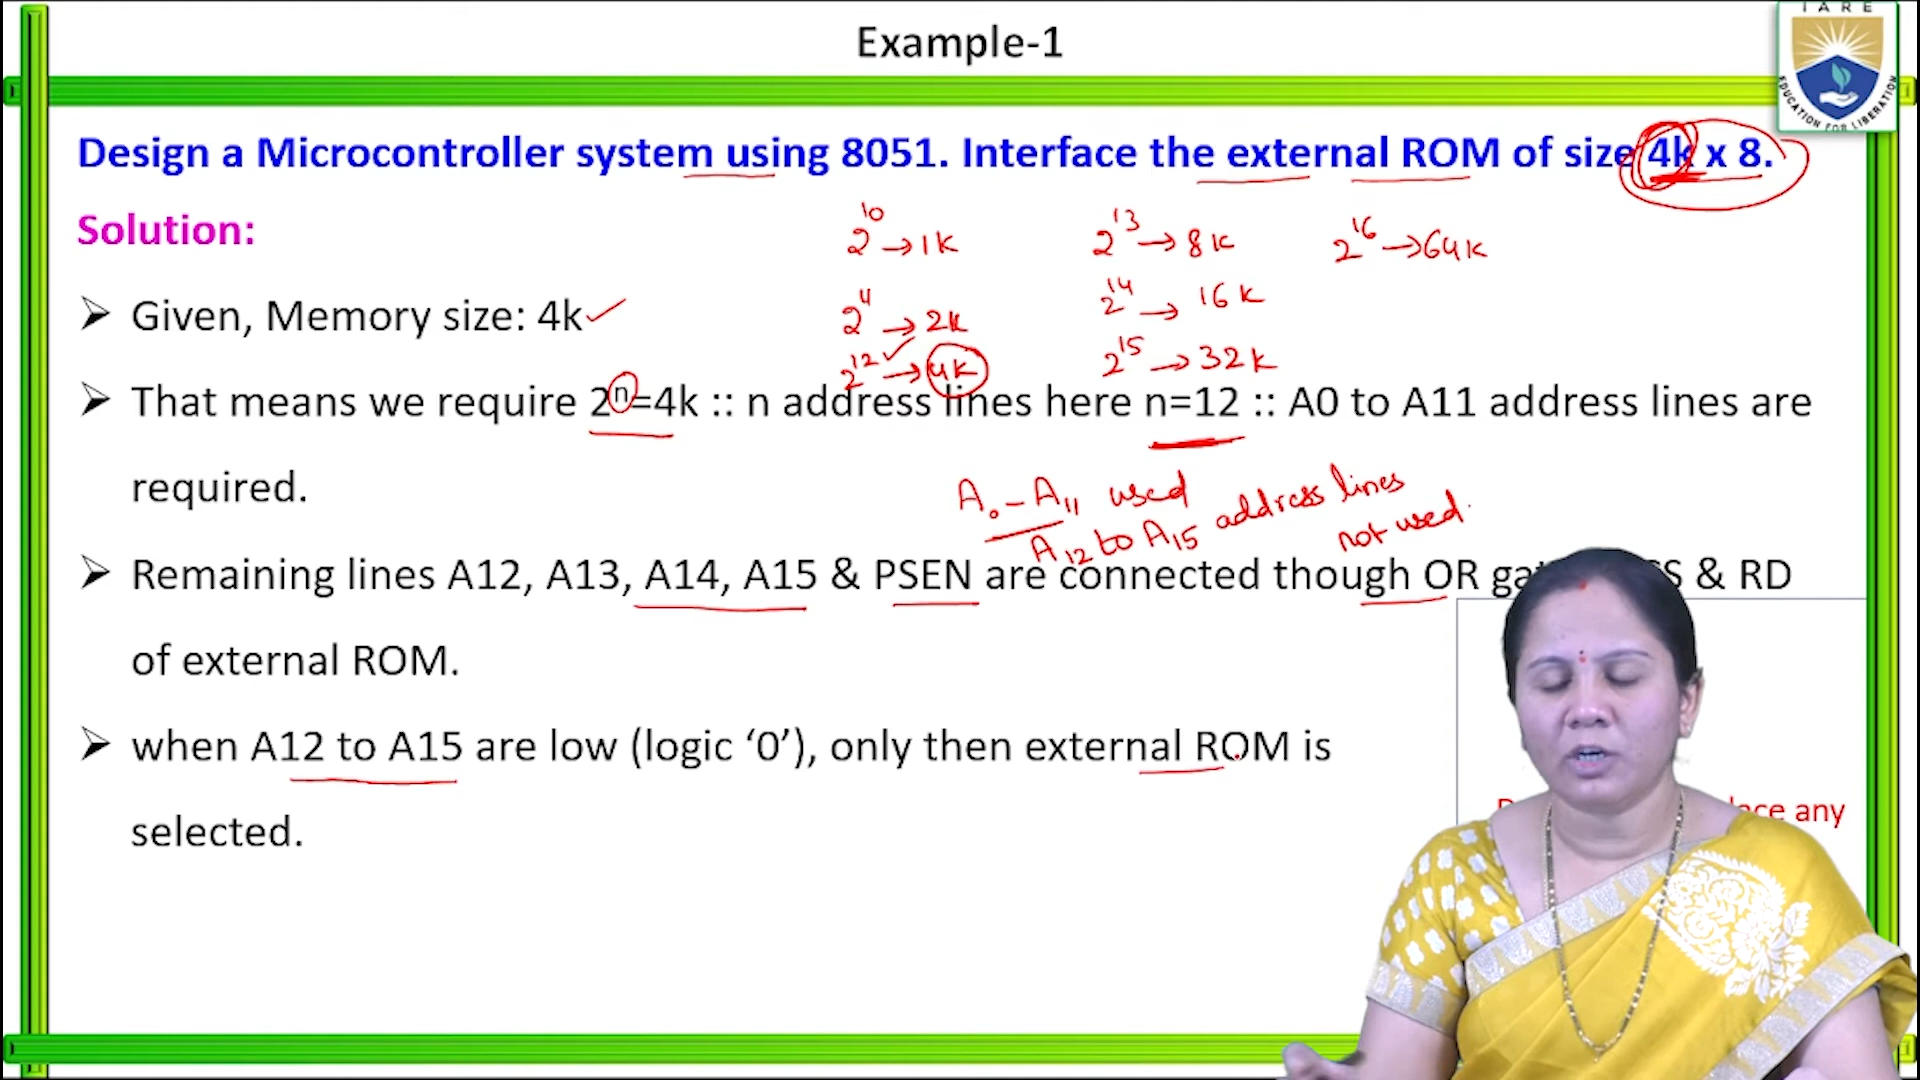 Example-1
IARE
EDUCATION FOR LIBERATION
Design a Microcontroller system using 8051. Interface the external ROM of size 4k x 8.
Solution:
2^10 → 1K
2^13 → 8K
2^16 → 64K
Given, Memory size: 4k
2^11 → 2K
2^14 → 16K
2^12 → 4K
2^15 → 32K
That means we require 2^n=4k :: n address lines here n=12 :: A0 to A11 address lines are
required.
A0 - A11 used
A12 to A15 address lines
not used.
Remaining lines A12, A13, A14, A15 & PSEN are connected though OR & RD
of external ROM.
when A12 to A15 are low (logic ‘0’), only then external ROM is
selected.
any